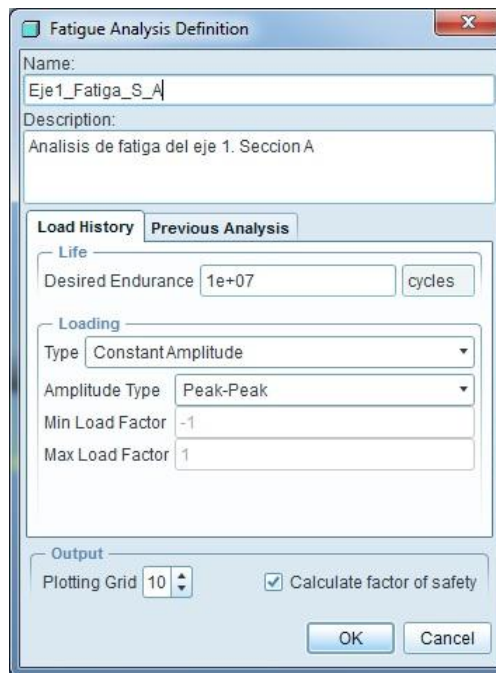 Fatigue Analysis Definition
Name:
Eje1_Fatiga_S_A
Description:
Analisis de fatiga del eje 1. Seccion A
Load History Previous Analysis
Life
Desired Endurance 1e+07 cycles
Loading
Type Constant Amplitude
Amplitude Type Peak-Peak
Min Load Factor -1
Max Load Factor 1
Output
Plotting Grid 10 Calculate factor of safety
OK Cancel